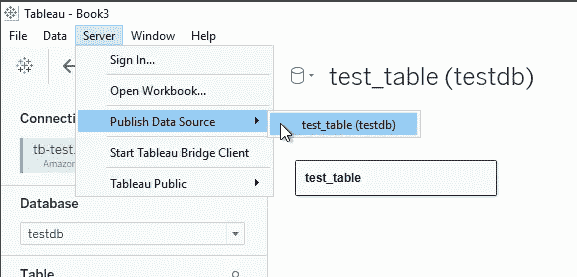 Tableau - Book3
File Data Server Window Help
Sign In...
Open Workbook...
Publish Data Source
test_table (testdb)
Start Tableau Bridge Client
Tableau Public
test_table (testdb)
test_table
Connecti
tb-test.
Amazon
Database
testdb
Table